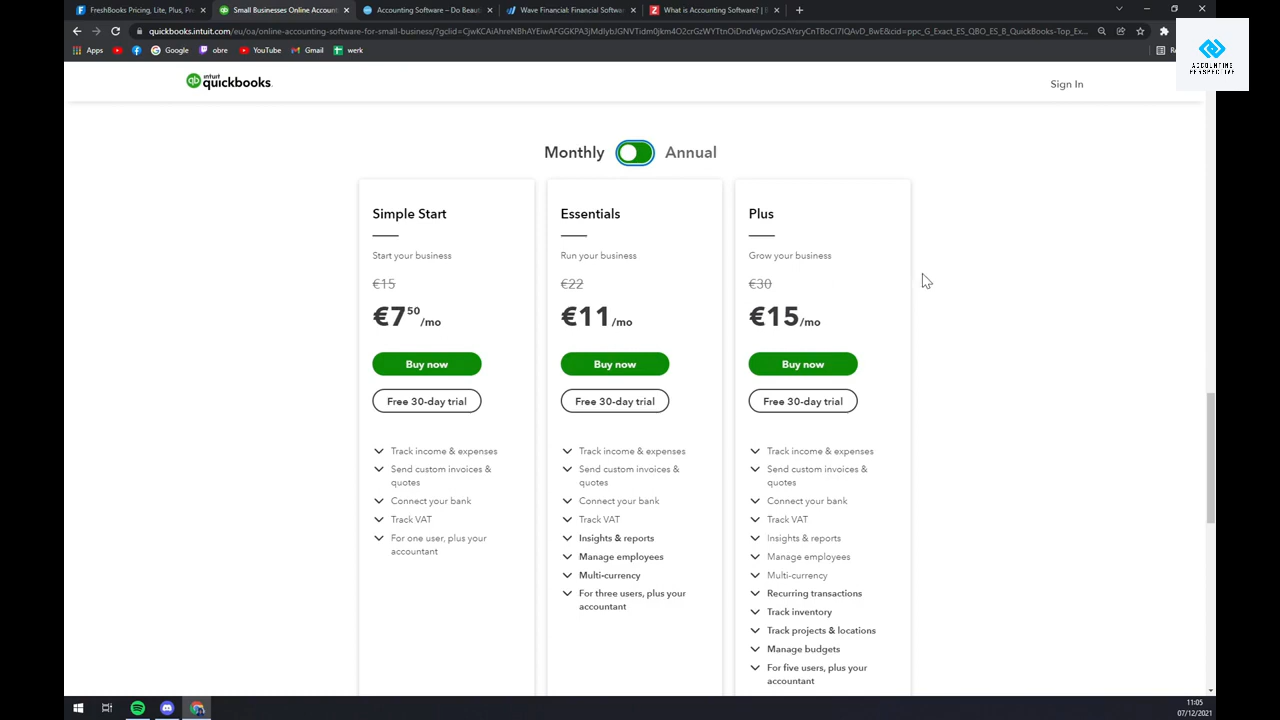 FreshBooks Pricing, Lite, Plus, Pr
Small Businesses Online Account
Accounting Software – Do Beau
Wave Financial: Financial Softwar
What is Accounting Software? |
quickbooks.intuit.com/eu/oa/online-accounting-software-for-small-business/
Apps
Google
obre
YouTube
Gmail
werk
ACCOUNTING
PERSPECTIVE
intuit
quickbooks.
Sign In
Monthly Annual
Simple Start
Start your business
€15
€7 50 /mo
Buy now
Free 30-day trial
Track income & expenses
Send custom invoices &
quotes
Connect your bank
Track VAT
For one user, plus your
accountant
Essentials
Run your business
€22
€11 /mo
Buy now
Free 30-day trial
Track income & expenses
Send custom invoices &
quotes
Connect your bank
Track VAT
Insights & reports
Manage employees
Multi-currency
For three users, plus your
accountant
Plus
Grow your business
€30
€15 /mo
Buy now
Free 30-day trial
Track income & expenses
Send custom invoices &
quotes
Connect your bank
Track VAT
Insights & reports
Manage employees
Multi-currency
Recurring transactions
Track inventory
Track projects & locations
Manage budgets
For five users, plus your
accountant
11:05
07/12/2021